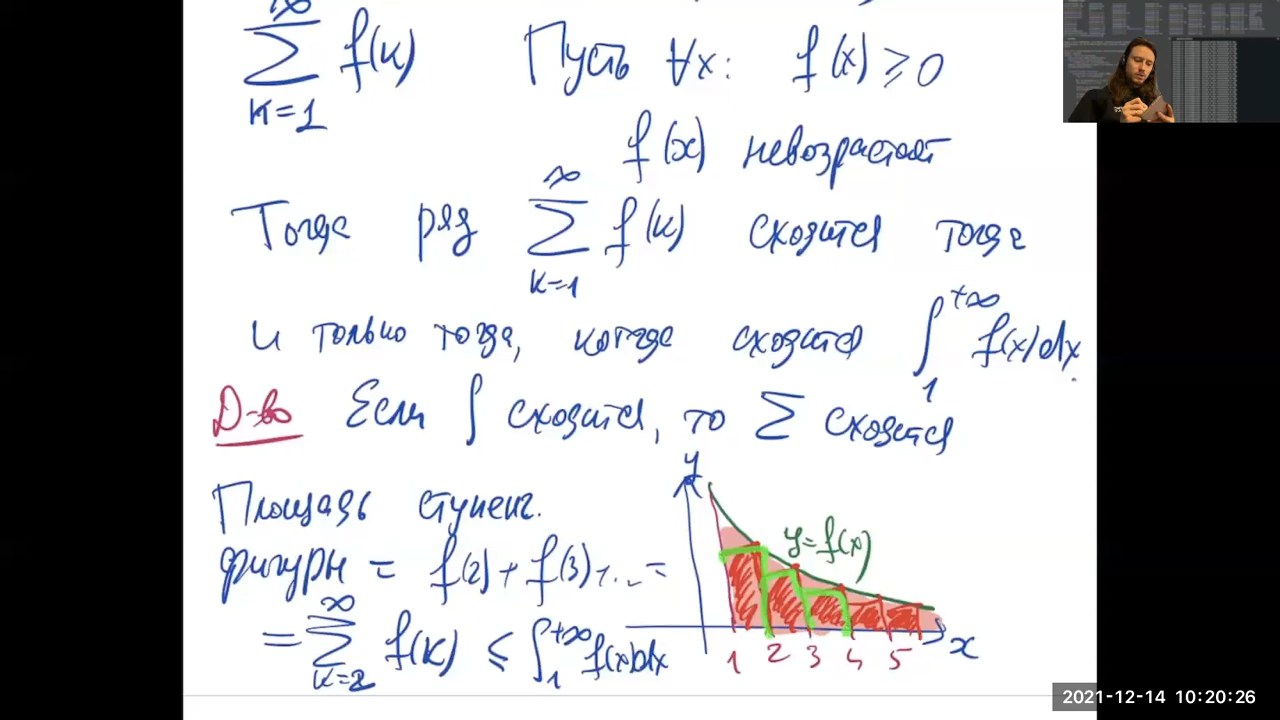 ∞
∑ f(k) Пусть ∀x: f(x) ≥ 0
k=1
f(x) невозрастает
∞
Тогда ряд ∑ f(k) сходится тогда
k=1
и только тогда, когда сходится ∫₁^{+∞} f(x)dx.
Д-во Если ∫ сходится, то ∑ сходится
Площадь ступенч.
фигуры = f(2) + f(3) + ... =
= ∑_{k=2}^{∞} f(k) ≤ ∫₁^{+∞} f(x)dx
y
y=f(x)
1 2 3 4 5 x
2021-12-14 10:20:26